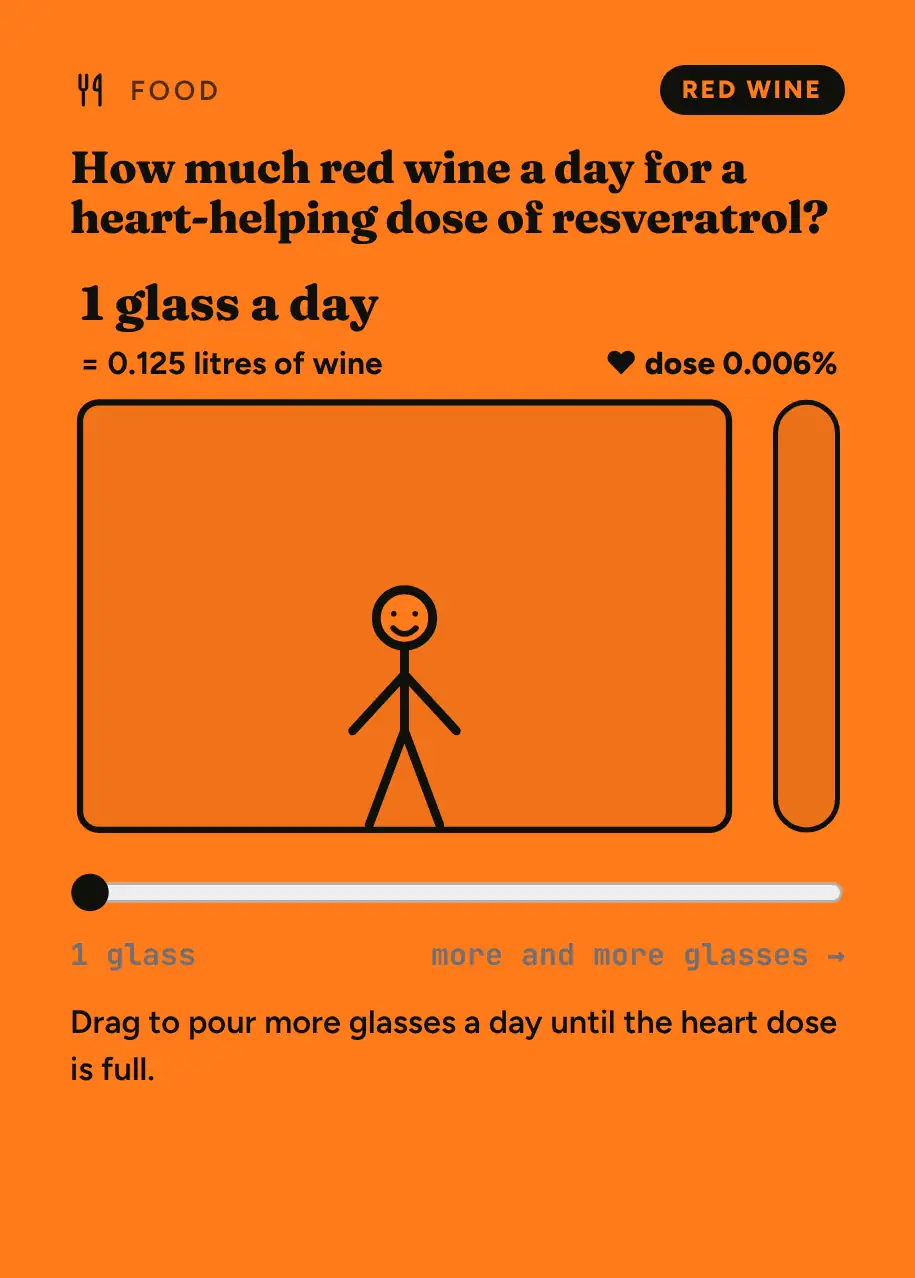 FOOD
RED WINE
How much red wine a day for a
heart-helping dose of resveratrol?
1 glass a day
= 0.125 litres of wine
♥ dose 0.006%
1 glass
more and more glasses →
Drag to pour more glasses a day until the heart dose
is full.